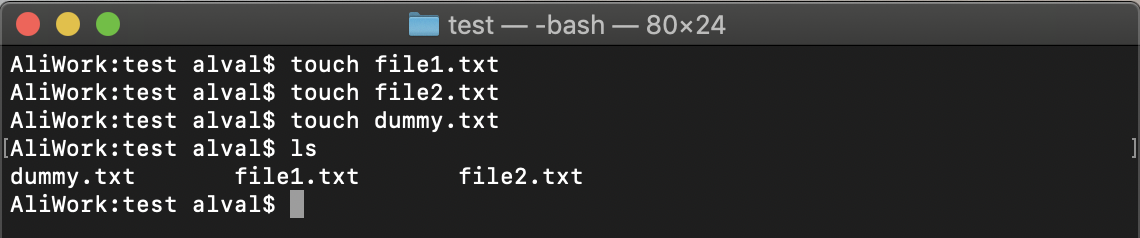 test — -bash — 80×24
AliWork:test alval$ touch file1.txt
AliWork:test alval$ touch file2.txt
AliWork:test alval$ touch dummy.txt
[AliWork:test alval$ ls ]
dummy.txt file1.txt file2.txt
AliWork:test alval$